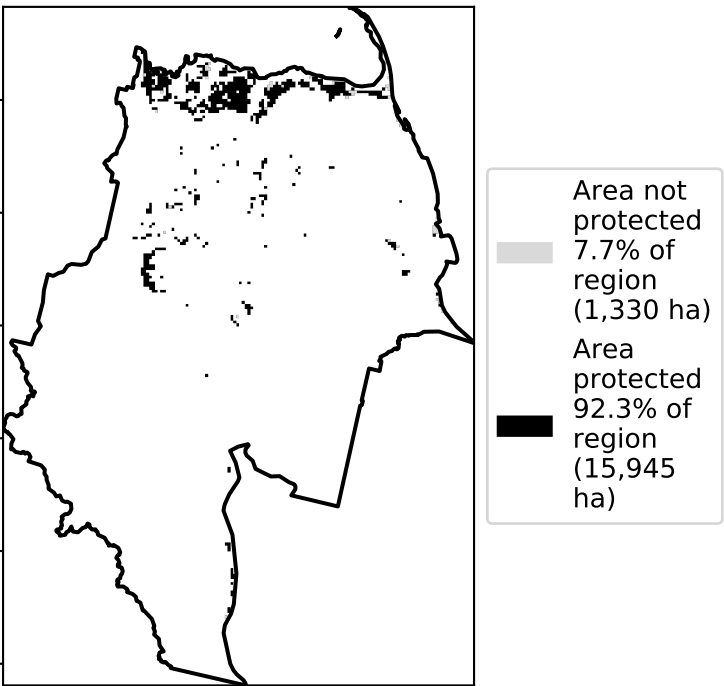 Area not
protected
7.7% of
region
(1,330 ha)
Area
protected
92.3% of
region
(15,945
ha)